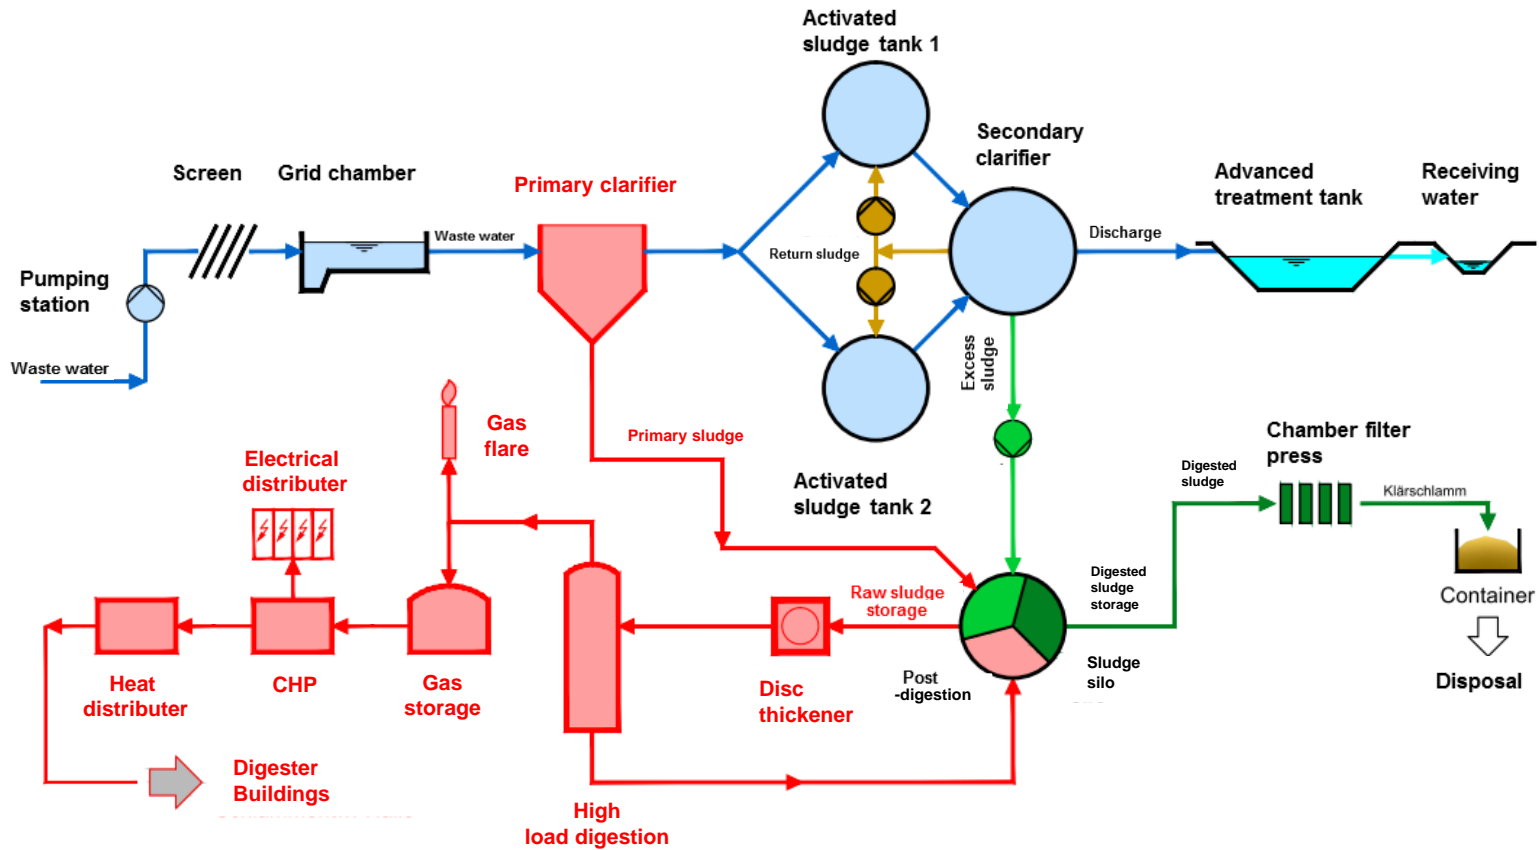 Activated
sludge tank 1
Secondary
clarifier
Screen
Grid chamber
Primary clarifier
Advanced
treatment tank
Receiving
water
Waste water
Return sludge
Discharge
Pumping
station
Waste water
Excess
sludge
Gas
flare
Primary sludge
Electrical
distributer
Activated
sludge tank 2
Chamber filter
press
Digested
sludge
Klärschlamm
Raw sludge
storage
Digested
sludge
storage
Container
Heat
distributer
CHP
Gas
storage
Disc
thickener
Post
-digestion
Sludge
silo
Disposal
Digester
Buildings
High
load digestion